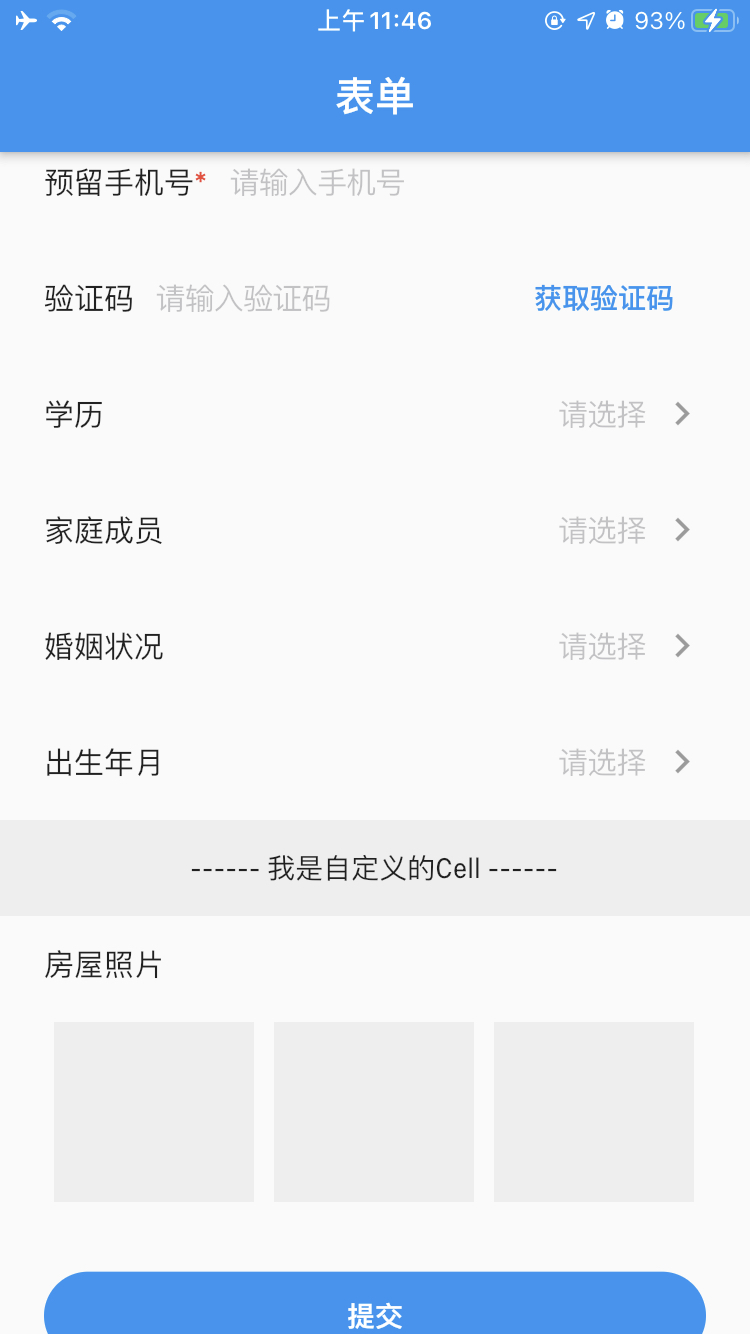 上午11:46 93%
表单
预留手机号* 请输入手机号
验证码 请输入验证码 获取验证码
学历 请选择
家庭成员 请选择
婚姻状况 请选择
出生年月 请选择
------ 我是自定义的Cell ------
房屋照片
提交